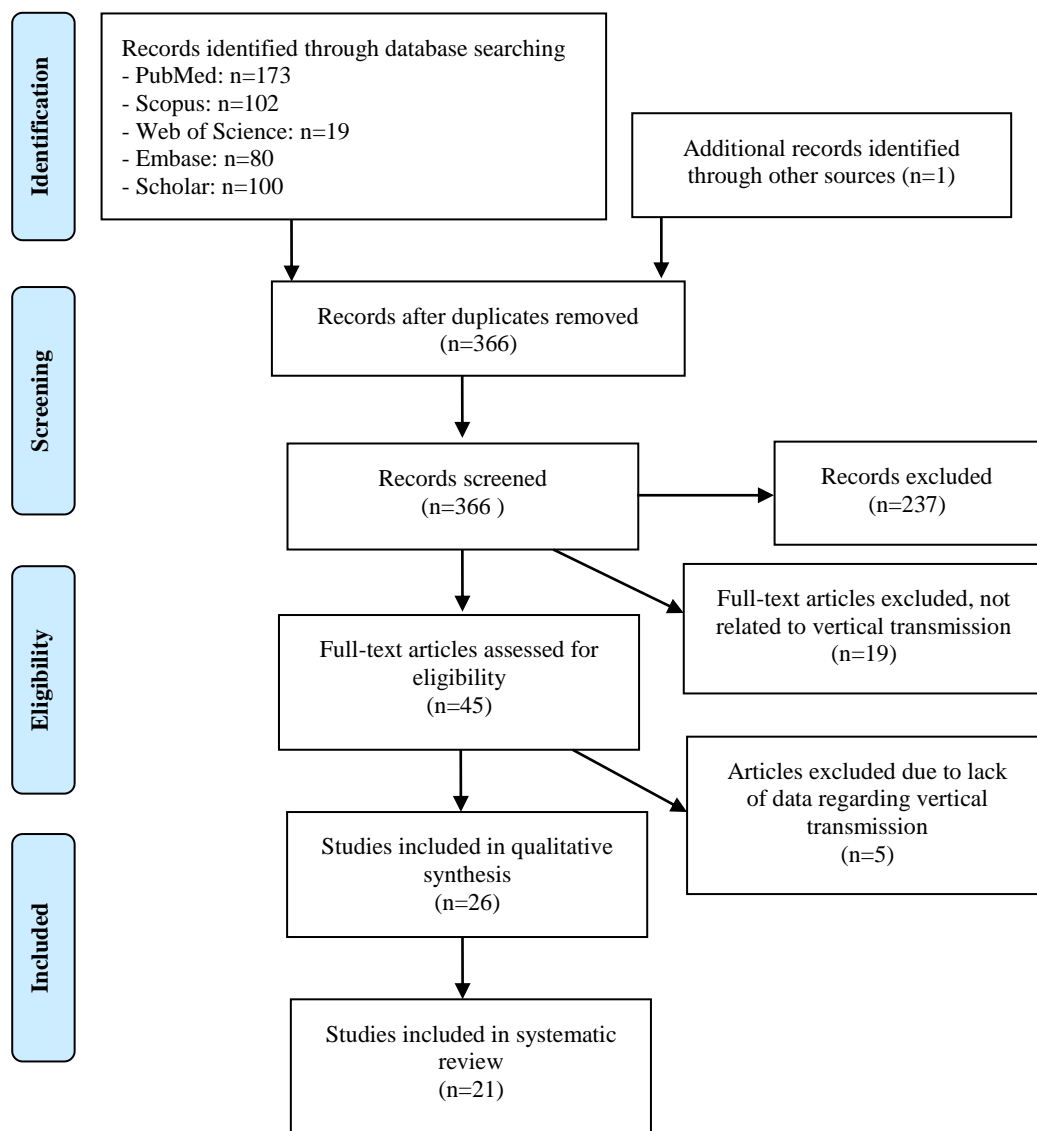 Identification
Records identified through database searching
- PubMed: n=173
- Scopus: n=102
- Web of Science: n=19
- Embase: n=80
- Scholar: n=100
Additional records identified
through other sources (n=1)
Screening
Records after duplicates removed
(n=366)
Records screened
(n=366 )
Records excluded
(n=237)
Eligibility
Full-text articles excluded, not
related to vertical transmission
(n=19)
Full-text articles assessed for
eligibility
(n=45)
Articles excluded due to lack
of data regarding vertical
transmission
(n=5)
Included
Studies included in qualitative
synthesis
(n=26)
Studies included in systematic
review
(n=21)